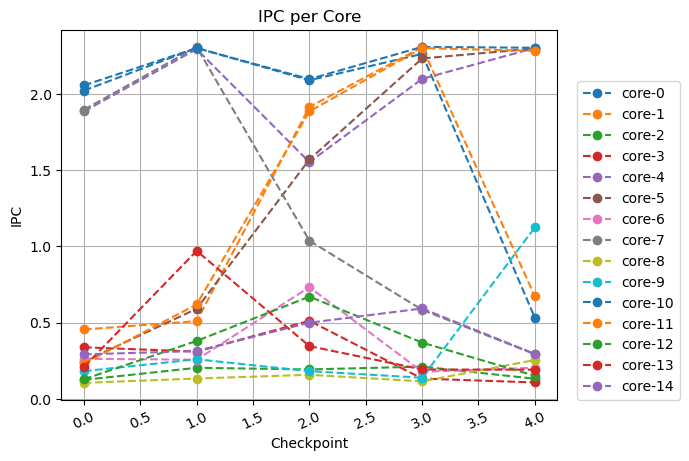 IPC per Core
IPC
2.0
1.5
1.0
0.5
0.0
0.0
0.5
1.0
1.5
2.0
2.5
3.0
3.5
4.0
Checkpoint
core-0
core-1
core-2
core-3
core-4
core-5
core-6
core-7
core-8
core-9
core-10
core-11
core-12
core-13
core-14